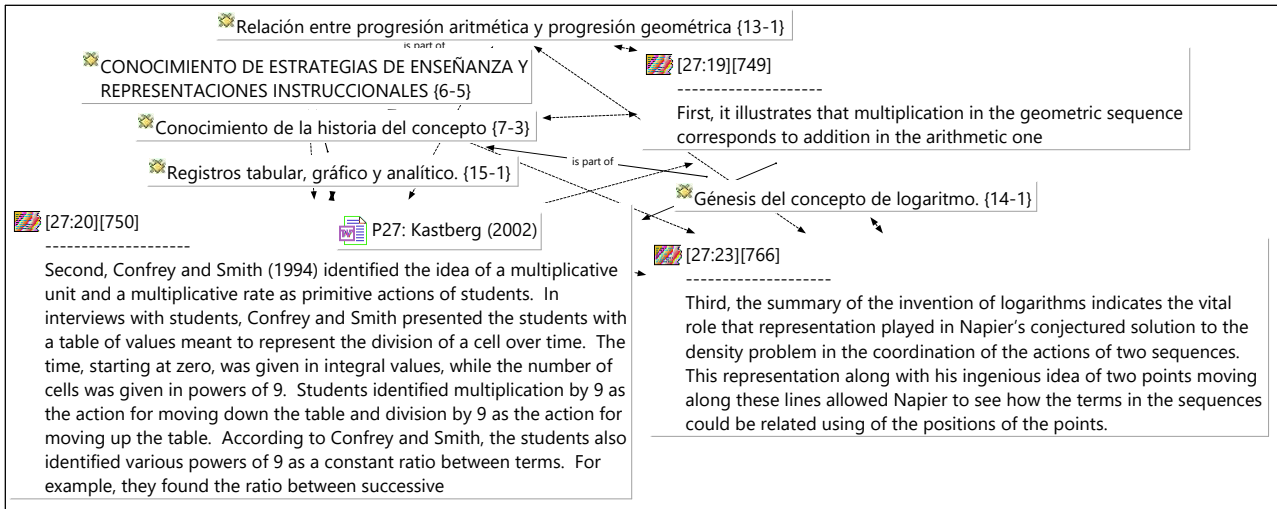 Relación entre progresión aritmética y progresión geométrica {13-1}
is part of
CONOCIMIENTO DE ESTRATEGIAS DE ENSEÑANZA Y
REPRESENTACIONES INSTRUCCIONALES {6-5}
[27:19][749]
--------------------
First, it illustrates that multiplication in the geometric sequence
corresponds to addition in the arithmetic one
Conocimiento de la historia del concepto {7-3}
is part of
Registros tabular, gráfico y analítico. {15-1}
Génesis del concepto de logaritmo. {14-1}
P27: Kastberg (2002)
[27:20][750]
--------------------
Second, Confrey and Smith (1994) identified the idea of a multiplicative
unit and a multiplicative rate as primitive actions of students.  In
interviews with students, Confrey and Smith presented the students with
a table of values meant to represent the division of a cell over time.  The
time, starting at zero, was given in integral values, while the number of
cells was given in powers of 9.  Students identified multiplication by 9 as
the action for moving down the table and division by 9 as the action for
moving up the table.  According to Confrey and Smith, the students also
identified various powers of 9 as a constant ratio between terms.  For
example, they found the ratio between successive
[27:23][766]
--------------------
Third, the summary of the invention of logarithms indicates the vital
role that representation played in Napier's conjectured solution to the
density problem in the coordination of the actions of two sequences.
This representation along with his ingenious idea of two points moving
along these lines allowed Napier to see how the terms in the sequences
could be related using of the positions of the points.